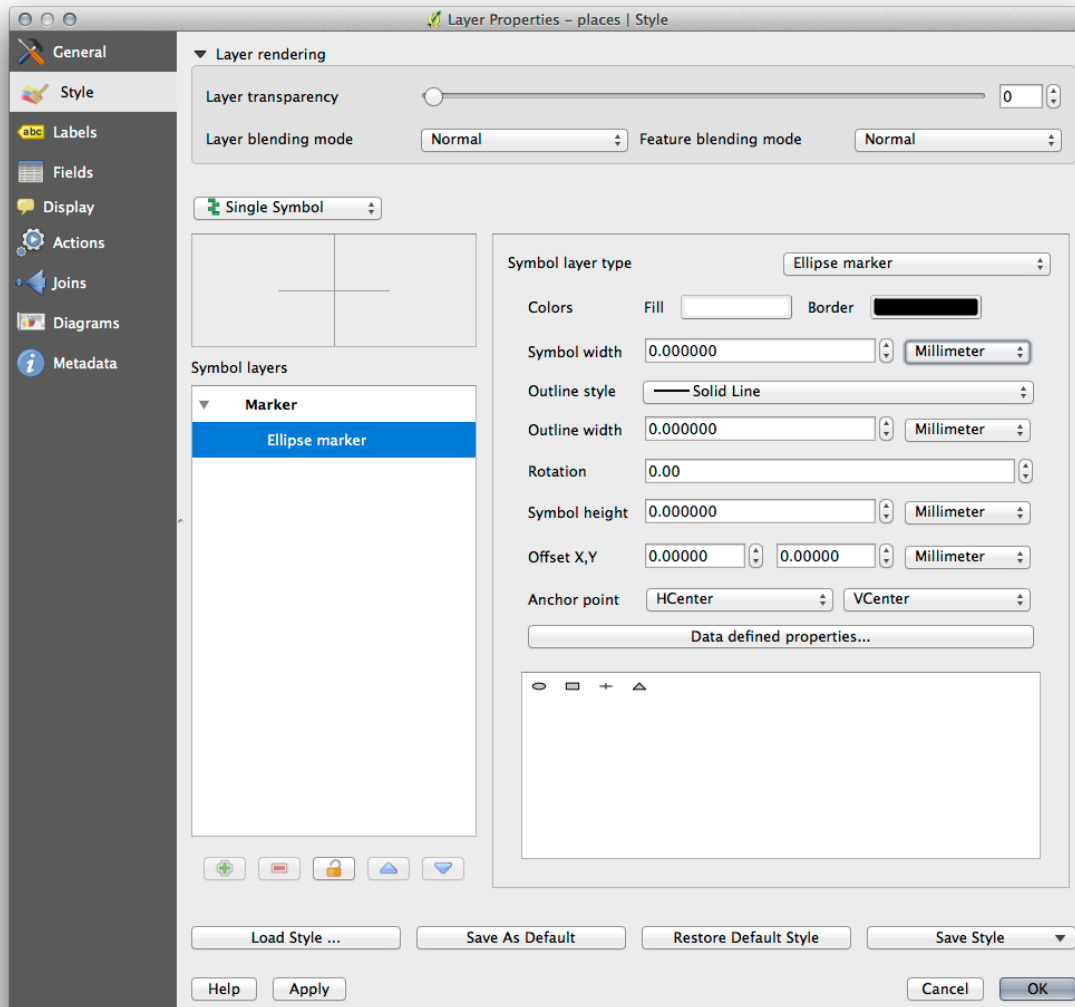 Layer Properties – places | Style
General
Style
abc Labels
Fields
Display
Actions
Joins
Diagrams
Metadata
Layer rendering
Layer transparency 0
Layer blending mode Normal Feature blending mode Normal
Single Symbol
Symbol layers
Marker
Ellipse marker
Symbol layer type Ellipse marker
Colors Fill Border
Symbol width 0.000000 Millimeter
Outline style Solid Line
Outline width 0.000000 Millimeter
Rotation 0.00
Symbol height 0.000000 Millimeter
Offset X,Y 0.00000 0.00000 Millimeter
Anchor point HCenter VCenter
Data defined properties...
Load Style ... Save As Default Restore Default Style Save Style
Help Apply Cancel OK